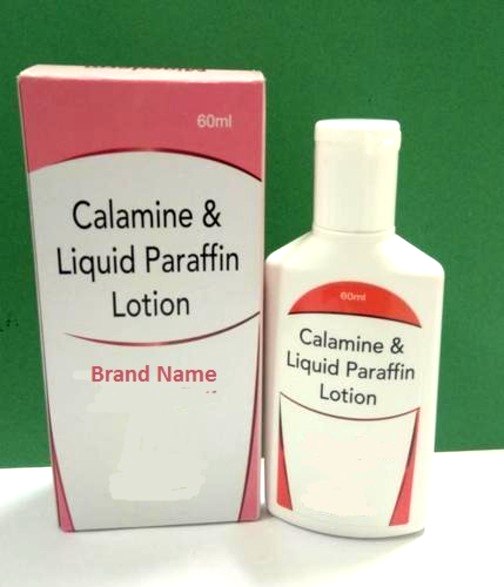 60ml
Calamine &
Liquid Paraffin
Lotion
Brand Name
60ml
Calamine &
Liquid Paraffin
Lotion